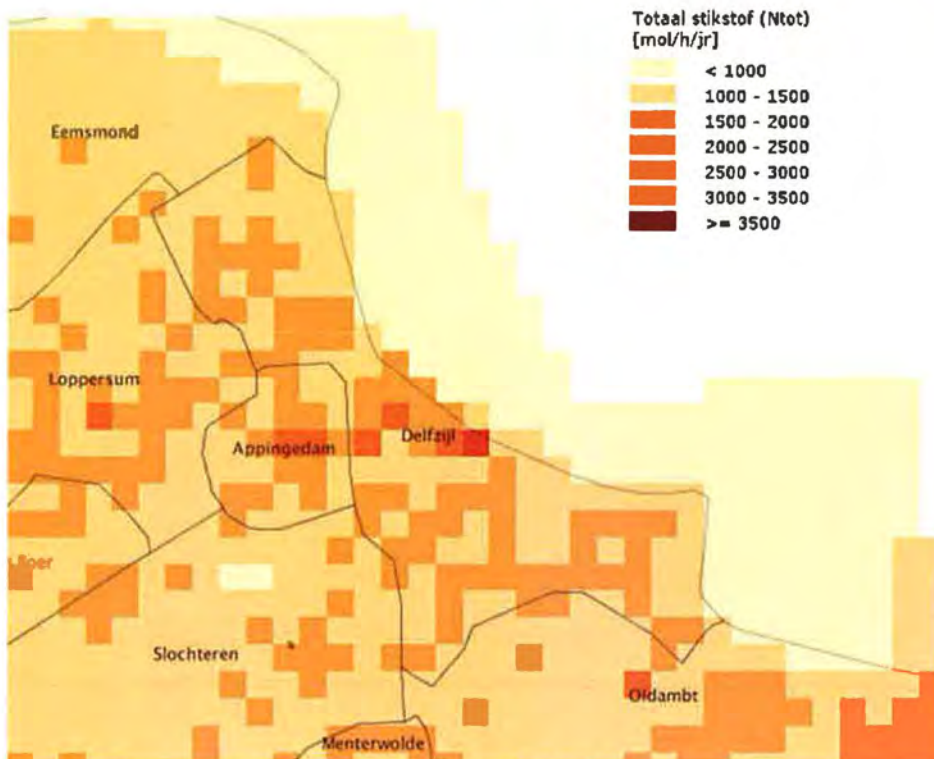 Totaal stikstof (Ntot)
[mol/h/jr]
< 1000
1000 - 1500
1500 - 2000
2000 - 2500
2500 - 3000
3000 - 3500
>= 3500
Eemsmond
Loppersum
Appingedam
Delfzijl
Boer
Slochteren
Oldambt
Menterwolde